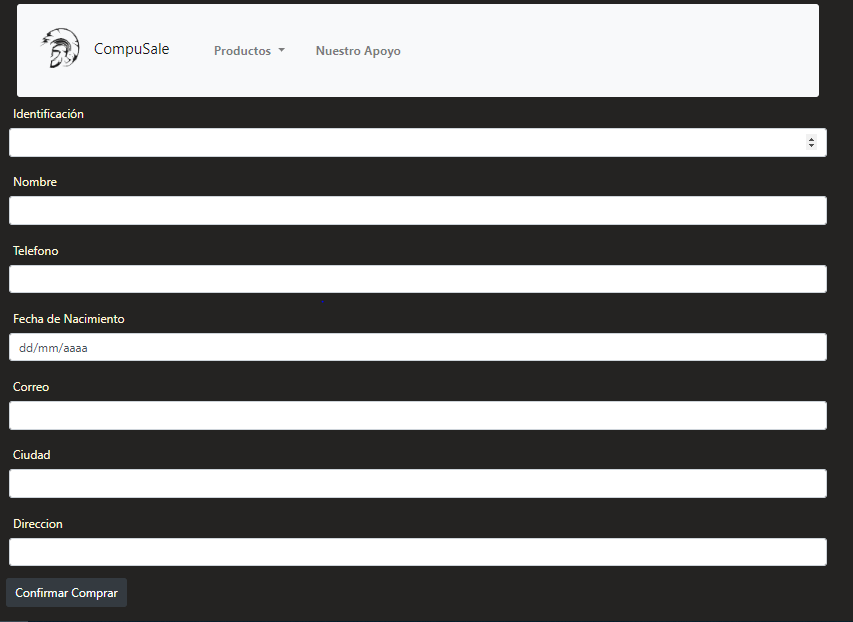 CompuSale Productos Nuestro Apoyo
Identificación
Nombre
Telefono
Fecha de Nacimiento
dd/mm/aaaa
Correo
Ciudad
Direccion
Confirmar Comprar